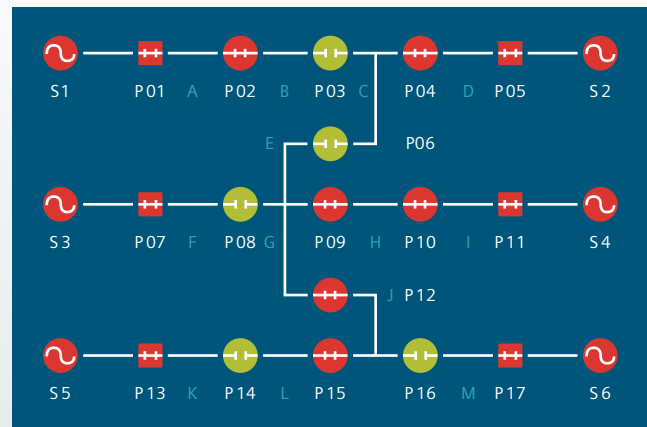 S1 P01 A P02 B P03 C P04 D P05 S2
E P06
S3 P07 F P08 G P09 H P10 I P11 S4
J P12
S5 P13 K P14 L P15 P16 M P17 S6